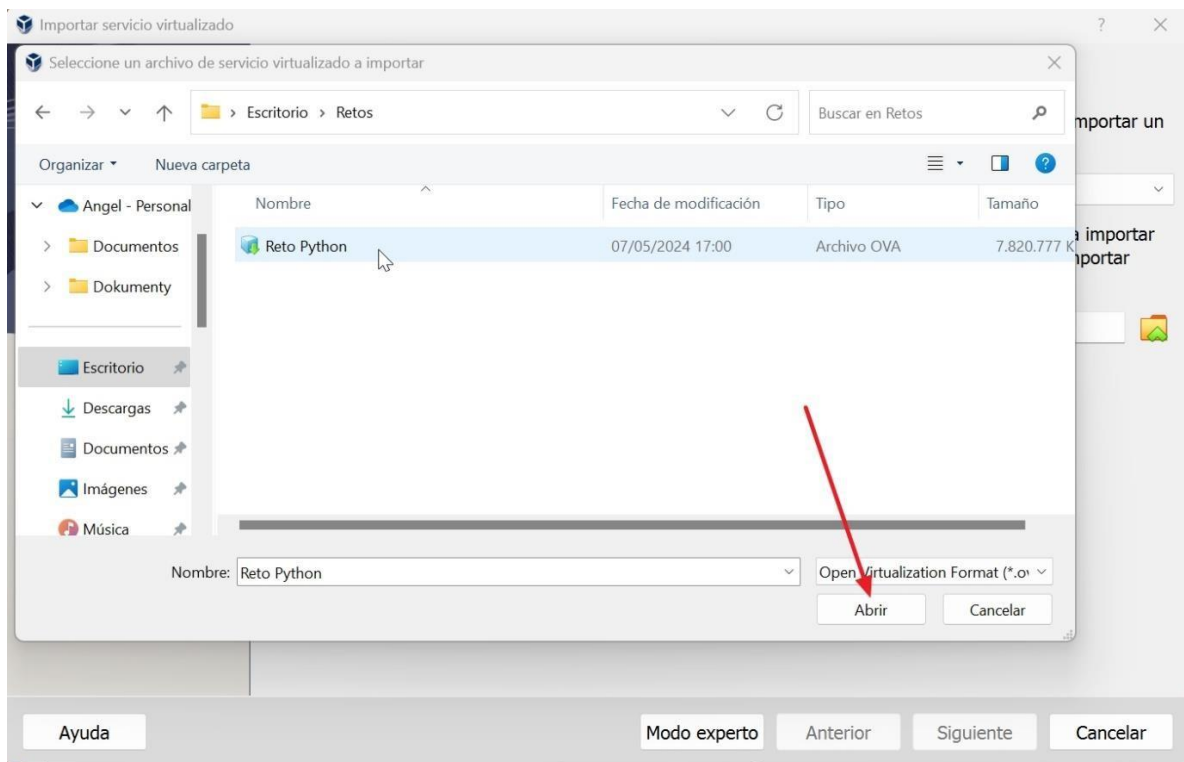 Importar servicio virtualizado
?
Seleccione un archivo de servicio virtualizado a importar
> Escritorio > Retos
Buscar en Retos
mportar un
Organizar
Nueva carpeta
?
Angel - Personal
Nombre
Fecha de modificación
Tipo
Tamaño
Documentos
Reto Python
07/05/2024 17:00
Archivo OVA
7.820.777 K
a importar
mportar
Dokumenty
Escritorio
Descargas
Documentos
Imágenes
Música
Nombre:
Reto Python
Open Virtualization Format (*.ov
Abrir
Cancelar
Ayuda
Modo experto
Anterior
Siguiente
Cancelar